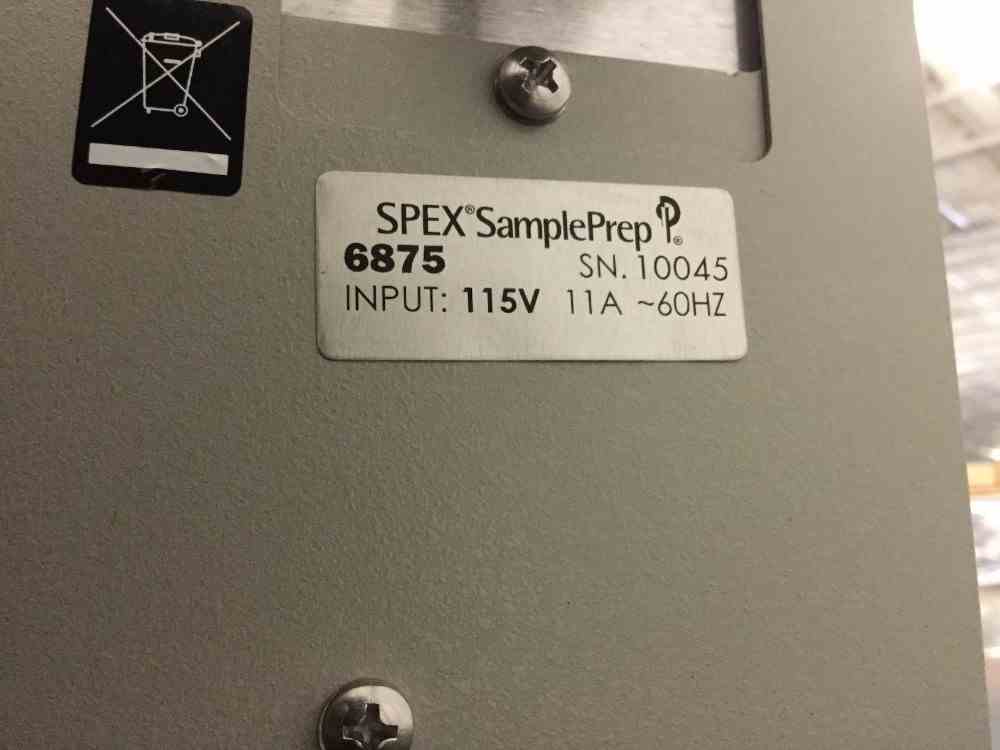 SPEX® SamplePrep ®
6875 SN. 10045
INPUT: 115V 11A ~60HZ